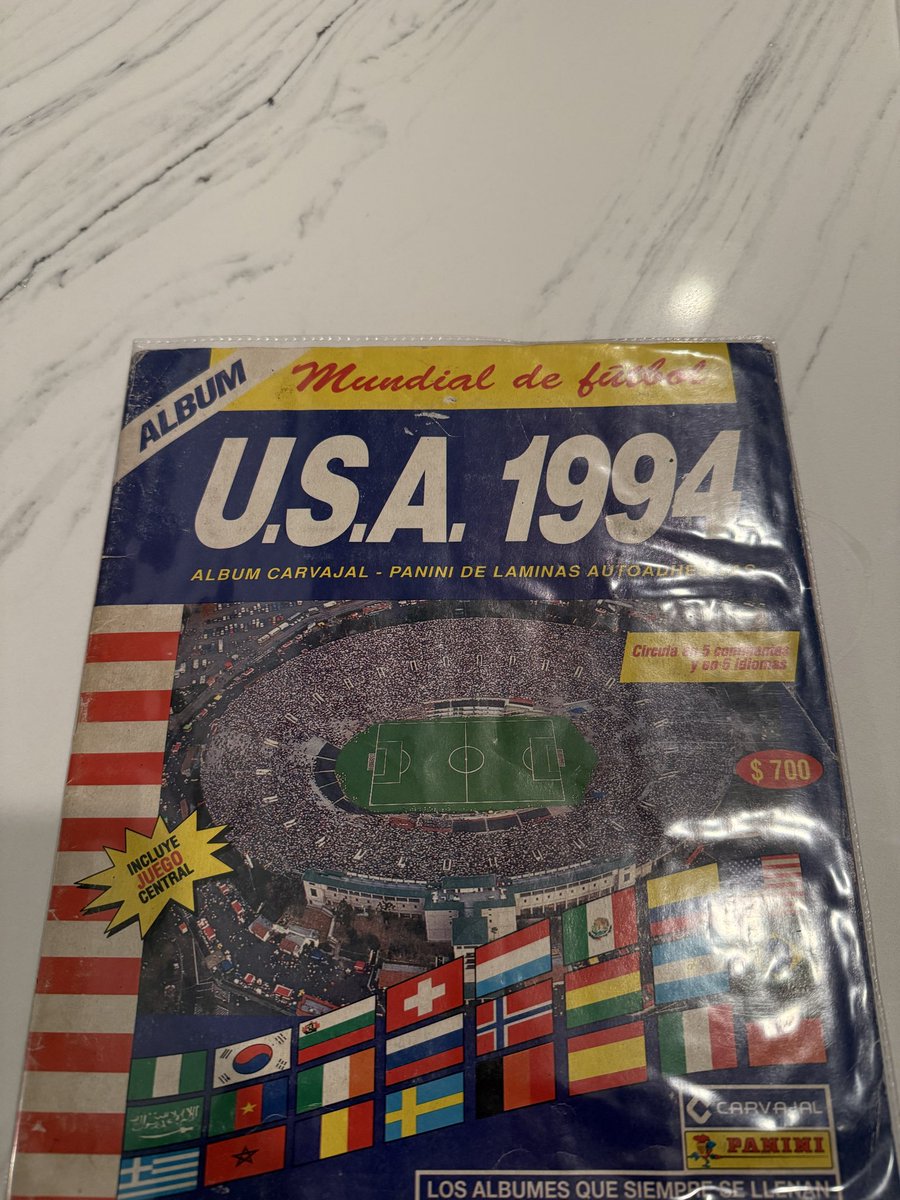 ALBUM
Mundial de fútbol
U.S.A. 1994
ALBUM CARVAJAL - PANINI DE LAMINAS AUTOADHESIVAS
Circula en 5 continentes
y en 6 idiomas
$ 700
INCLUYE
JUEGO
CENTRAL
CARVAJAL
PANINI
LOS ALBUMES QUE SIEMPRE SE LLENAN